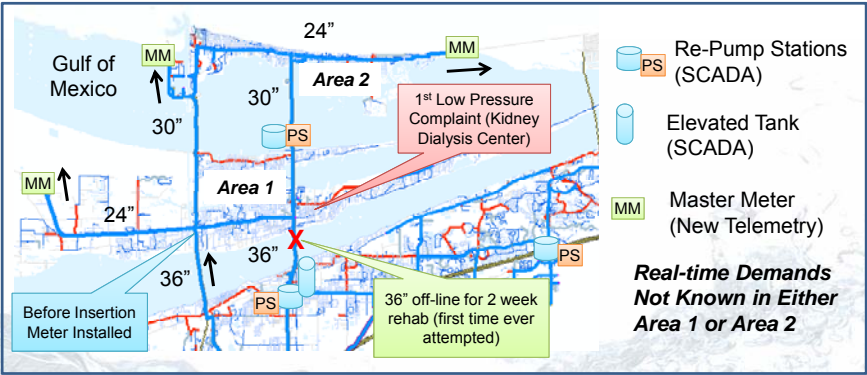 24”
MM
MM
Gulf of
Mexico
Area 2
30”
30”
1st Low Pressure
Complaint (Kidney
Dialysis Center)
PS
MM
Area 1
24”
X
36”
36”
PS
PS
Before Insertion
Meter Installed
36” off-line for 2 week
rehab (first time ever
attempted)
PS
Re-Pump Stations
(SCADA)
Elevated Tank
(SCADA)
MM
Master Meter
(New Telemetry)
Real-time Demands
Not Known in Either
Area 1 or Area 2